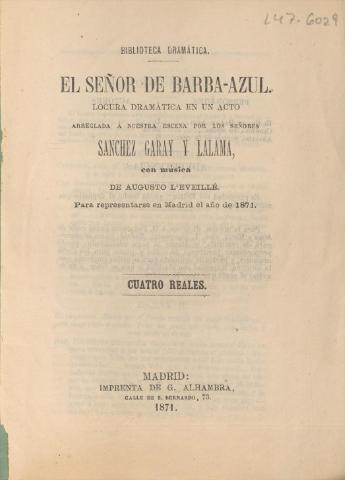 L47-6029
BIBLIOTECA DRAMÁTICA.
EL SEÑOR DE BARBA-AZUL.
LOCURA DRAMÁTICA EN UN ACTO
ARREGLADA Á NUESTRA ESCENA POR LOS SEÑORES
SANCHEZ GARAY Y LALAMA,
con música
DE AUGUSTO L'EVEILLÉ.
Para representarse en Madrid el año de 1871.
CUATRO REALES.
MADRID:
IMPRENTA DE G. ALHAMBRA,
CALLE DE S. BERNARDO, 73.
1871.